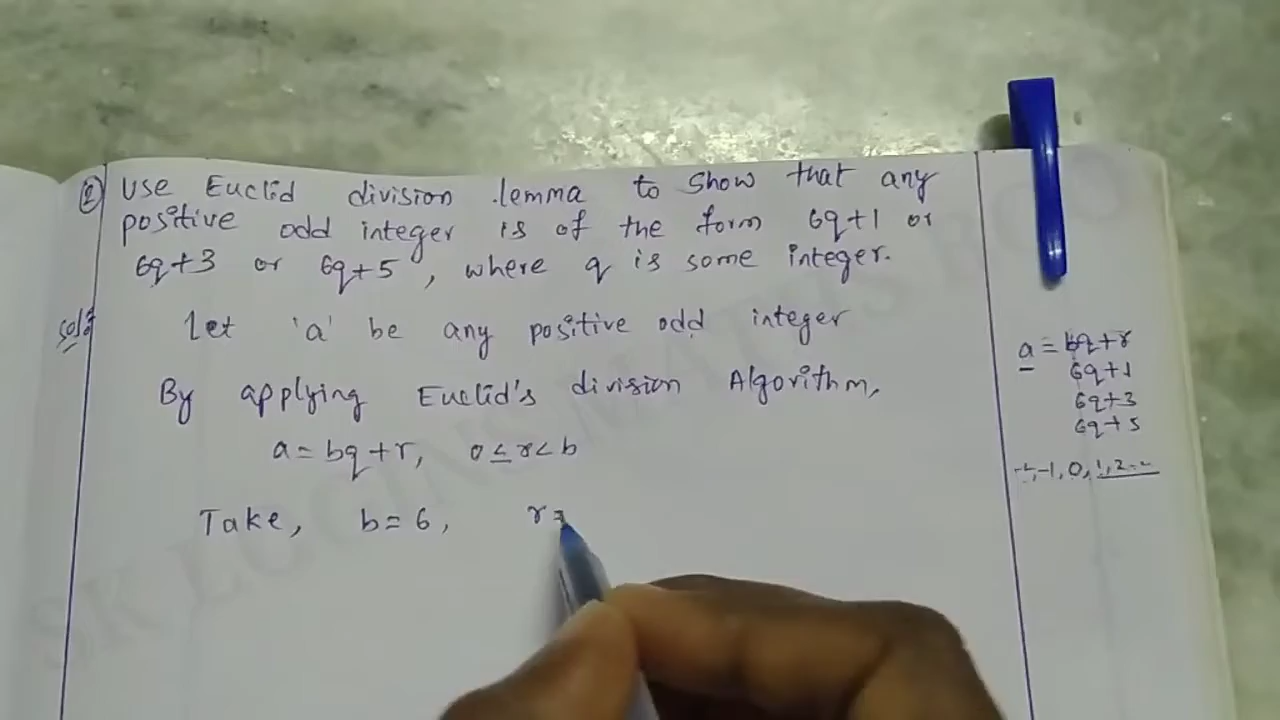 ② Use Euclid division lemma to show that any
positive odd integer is of the form 6q+1 or
6q+3 or 6q+5, where q is some integer.
Sol: Let 'a' be any positive odd integer
By applying Euclid's division Algorithm,
a = bq+r, 0 ≤ r < b
Take, b = 6, r =
a = bq+r
6q+1
6q+3
6q+5
-1, 0, 1, 2